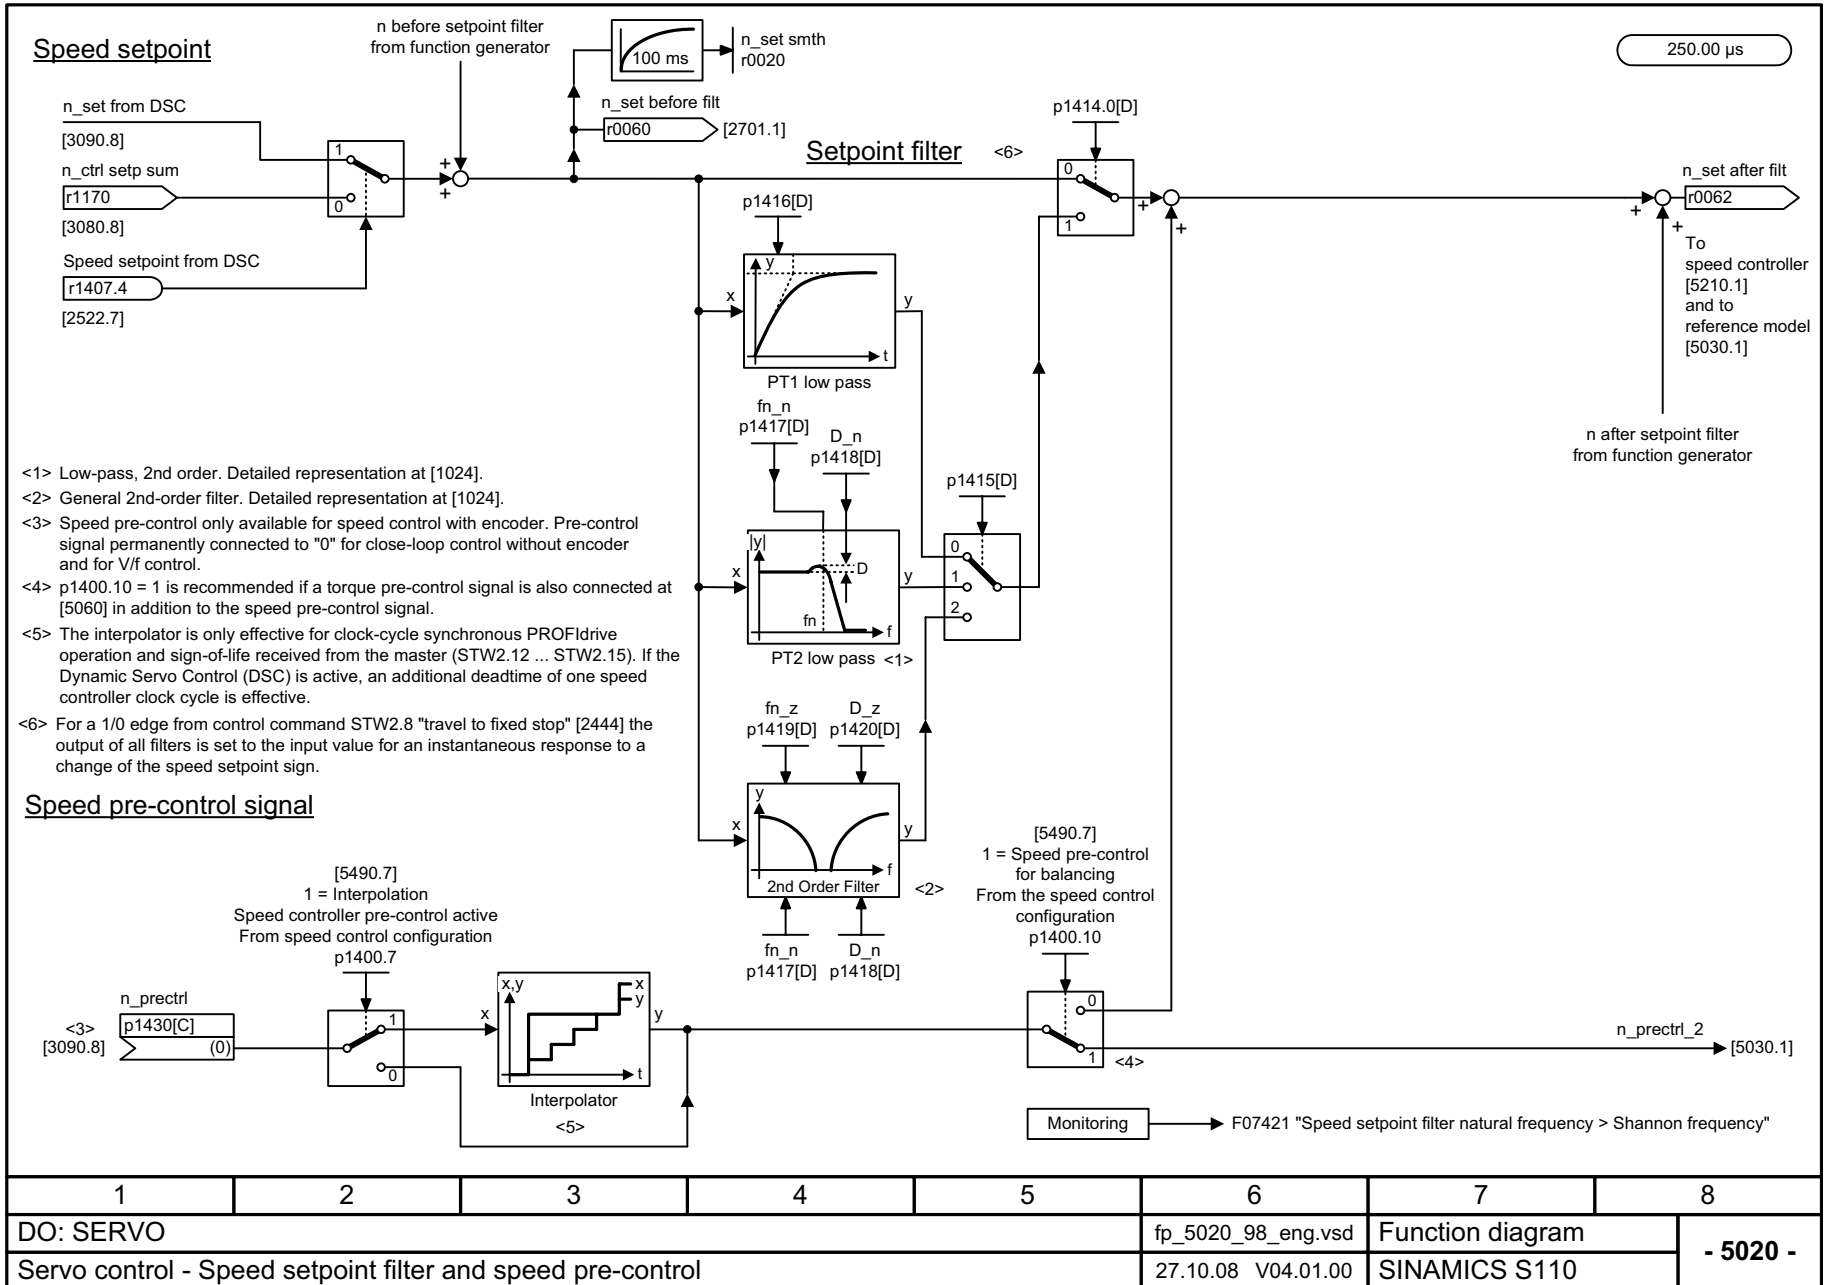 Speed setpoint
n before setpoint filter
from function generator
100 ms
n_set smth
r0020
250.00 µs
n_set from DSC
[3090.8]
n_ctrl setp sum
r1170
[3080.8]
Speed setpoint from DSC
r1407.4
[2522.7]
1
0
+
+
n_set before filt
r0060
[2701.1]
Setpoint filter
<6>
p1414.0[D]
0
1
+
+
+
+
n_set after filt
r0062
To
speed controller
[5210.1]
and to
reference model
[5030.1]
n after setpoint filter
from function generator
p1416[D]
x
y
y
t
PT1 low pass
fn_n
p1417[D]
D_n
p1418[D]
|y|
x
D
y
fn
f
PT2 low pass
<1>
p1415[D]
0
1
2
fn_z
p1419[D]
D_z
p1420[D]
y
x
y
f
2nd Order Filter
<2>
fn_n
p1417[D]
D_n
p1418[D]
<1> Low-pass, 2nd order. Detailed representation at [1024].
<2> General 2nd-order filter. Detailed representation at [1024].
<3> Speed pre-control only available for speed control with encoder. Pre-control
signal permanently connected to "0" for close-loop control without encoder
and for V/f control.
<4> p1400.10 = 1 is recommended if a torque pre-control signal is also connected at
[5060] in addition to the speed pre-control signal.
<5> The interpolator is only effective for clock-cycle synchronous PROFIdrive
operation and sign-of-life received from the master (STW2.12 ... STW2.15). If the
Dynamic Servo Control (DSC) is active, an additional deadtime of one speed
controller clock cycle is effective.
<6> For a 1/0 edge from control command STW2.8 "travel to fixed stop" [2444] the
output of all filters is set to the input value for an instantaneous response to a
change of the speed setpoint sign.
Speed pre-control signal
[5490.7]
1 = Interpolation
Speed controller pre-control active
From speed control configuration
p1400.7
n_prectrl
<3>
[3090.8]
p1430[C]
(0)
1
0
x
x,y
x
y
y
t
Interpolator
<5>
[5490.7]
1 = Speed pre-control
for balancing
From the speed control
configuration
p1400.10
0
1
<4>
n_prectrl_2
[5030.1]
Monitoring
F07421 "Speed setpoint filter natural frequency > Shannon frequency"
1 2 3 4 5 6 7 8
DO: SERVO
fp_5020_98_eng.vsd
Function diagram
- 5020 -
Servo control - Speed setpoint filter and speed pre-control
27.10.08 V04.01.00
SINAMICS S110